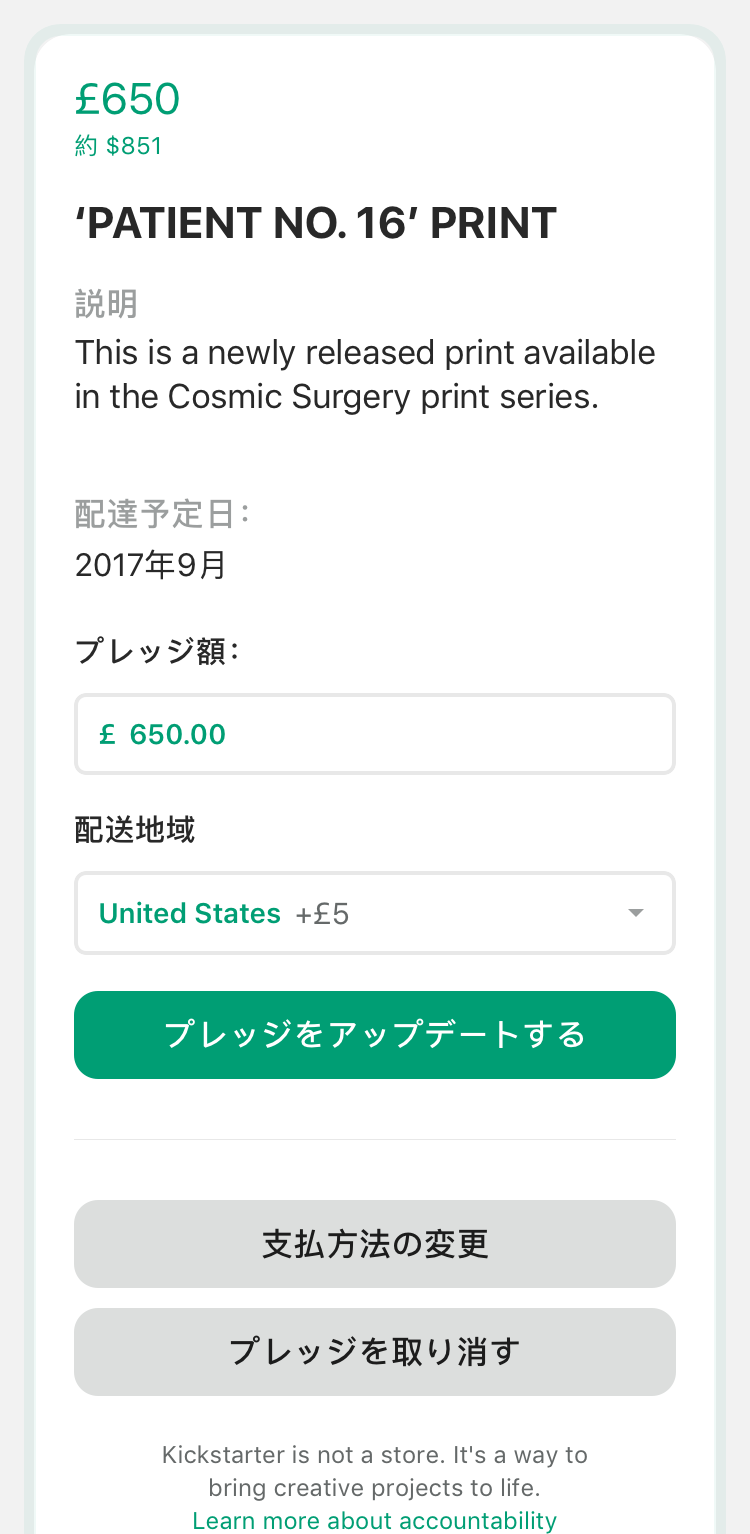 £650
約 $851
‘PATIENT NO. 16’ PRINT
説明
This is a newly released print available
in the Cosmic Surgery print series.
配達予定日：
2017年9月
プレッジ額：
£ 650.00
配送地域
United States +£5
プレッジをアップデートする
支払方法の変更
プレッジを取り消す
Kickstarter is not a store. It's a way to
bring creative projects to life.
Learn more about accountability